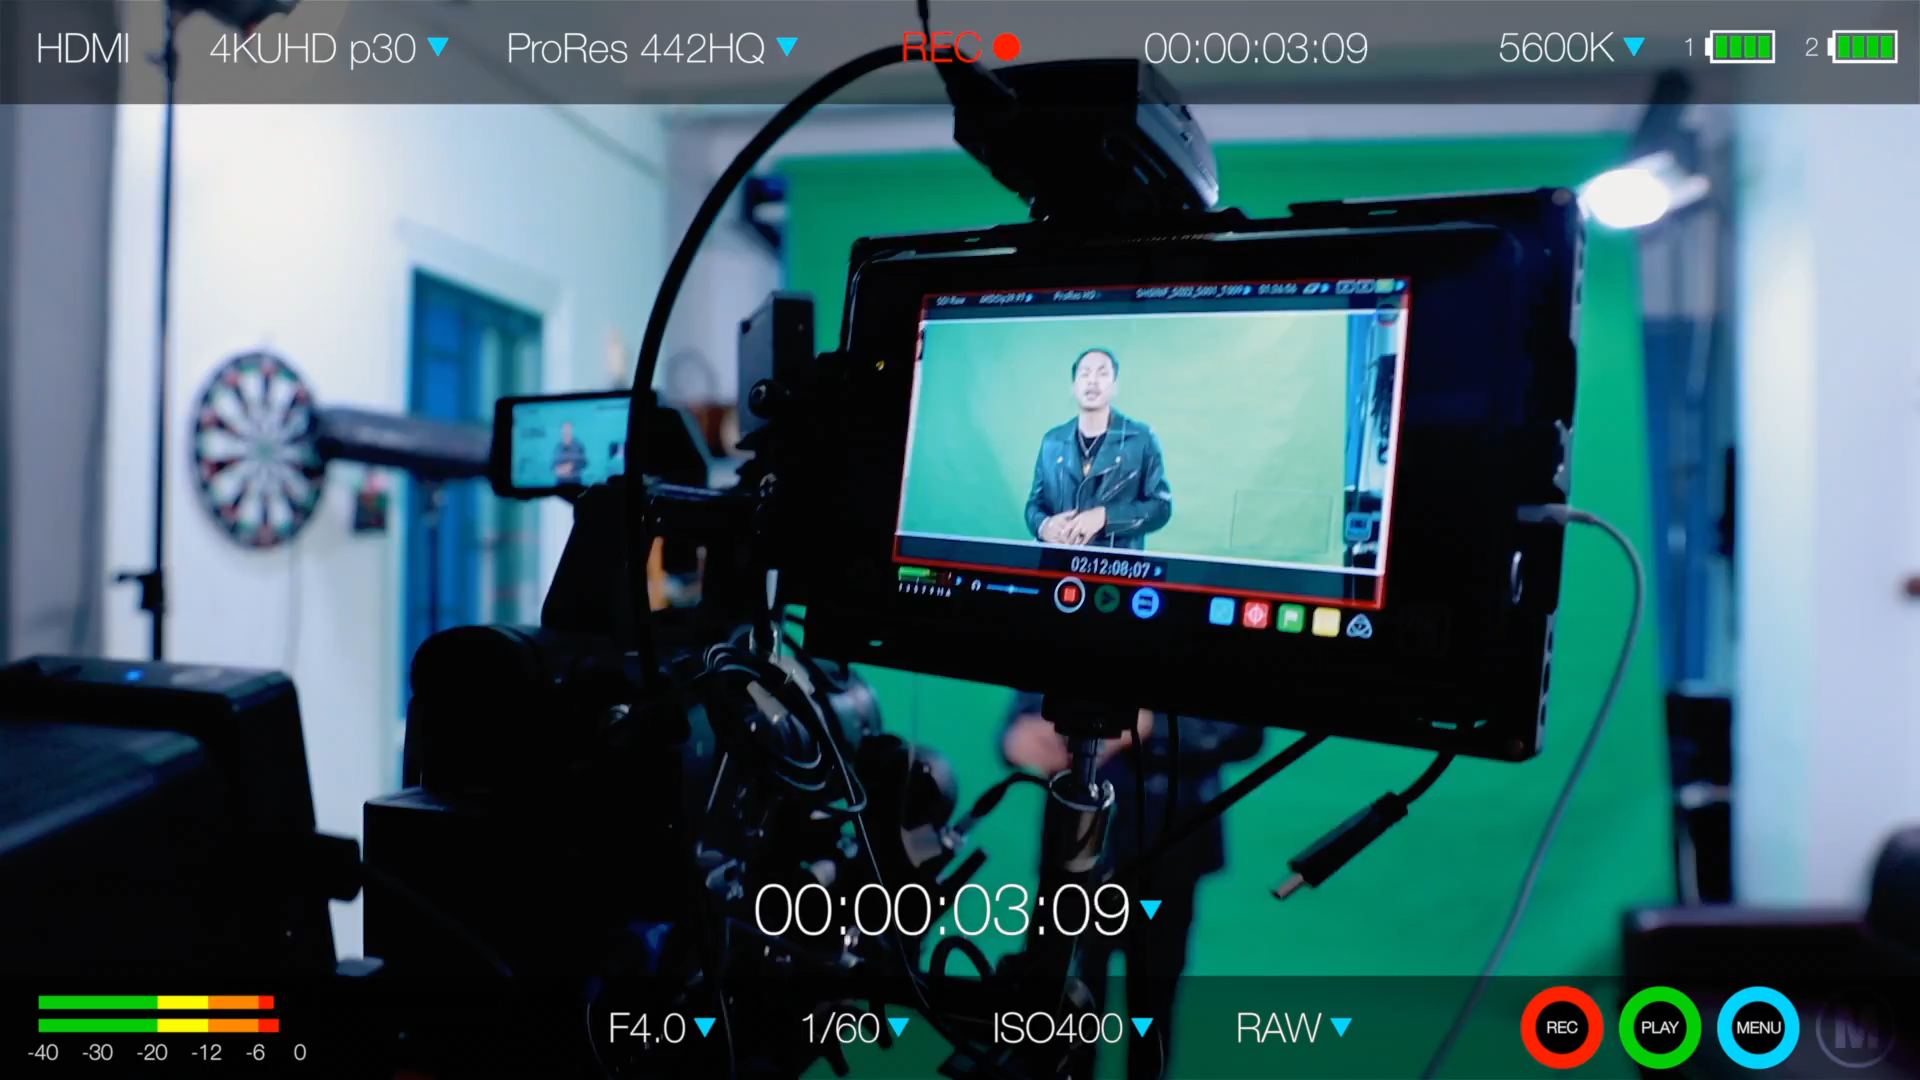 HDMI 4KUHD p30 ProRes 442HQ REC 00:00:03:09 5600K 1 2
02:12:08;07
00:00:03:09
-40 -30 -20 -12 -6 0
F4.0 1/60 ISO400 RAW
REC PLAY MENU M